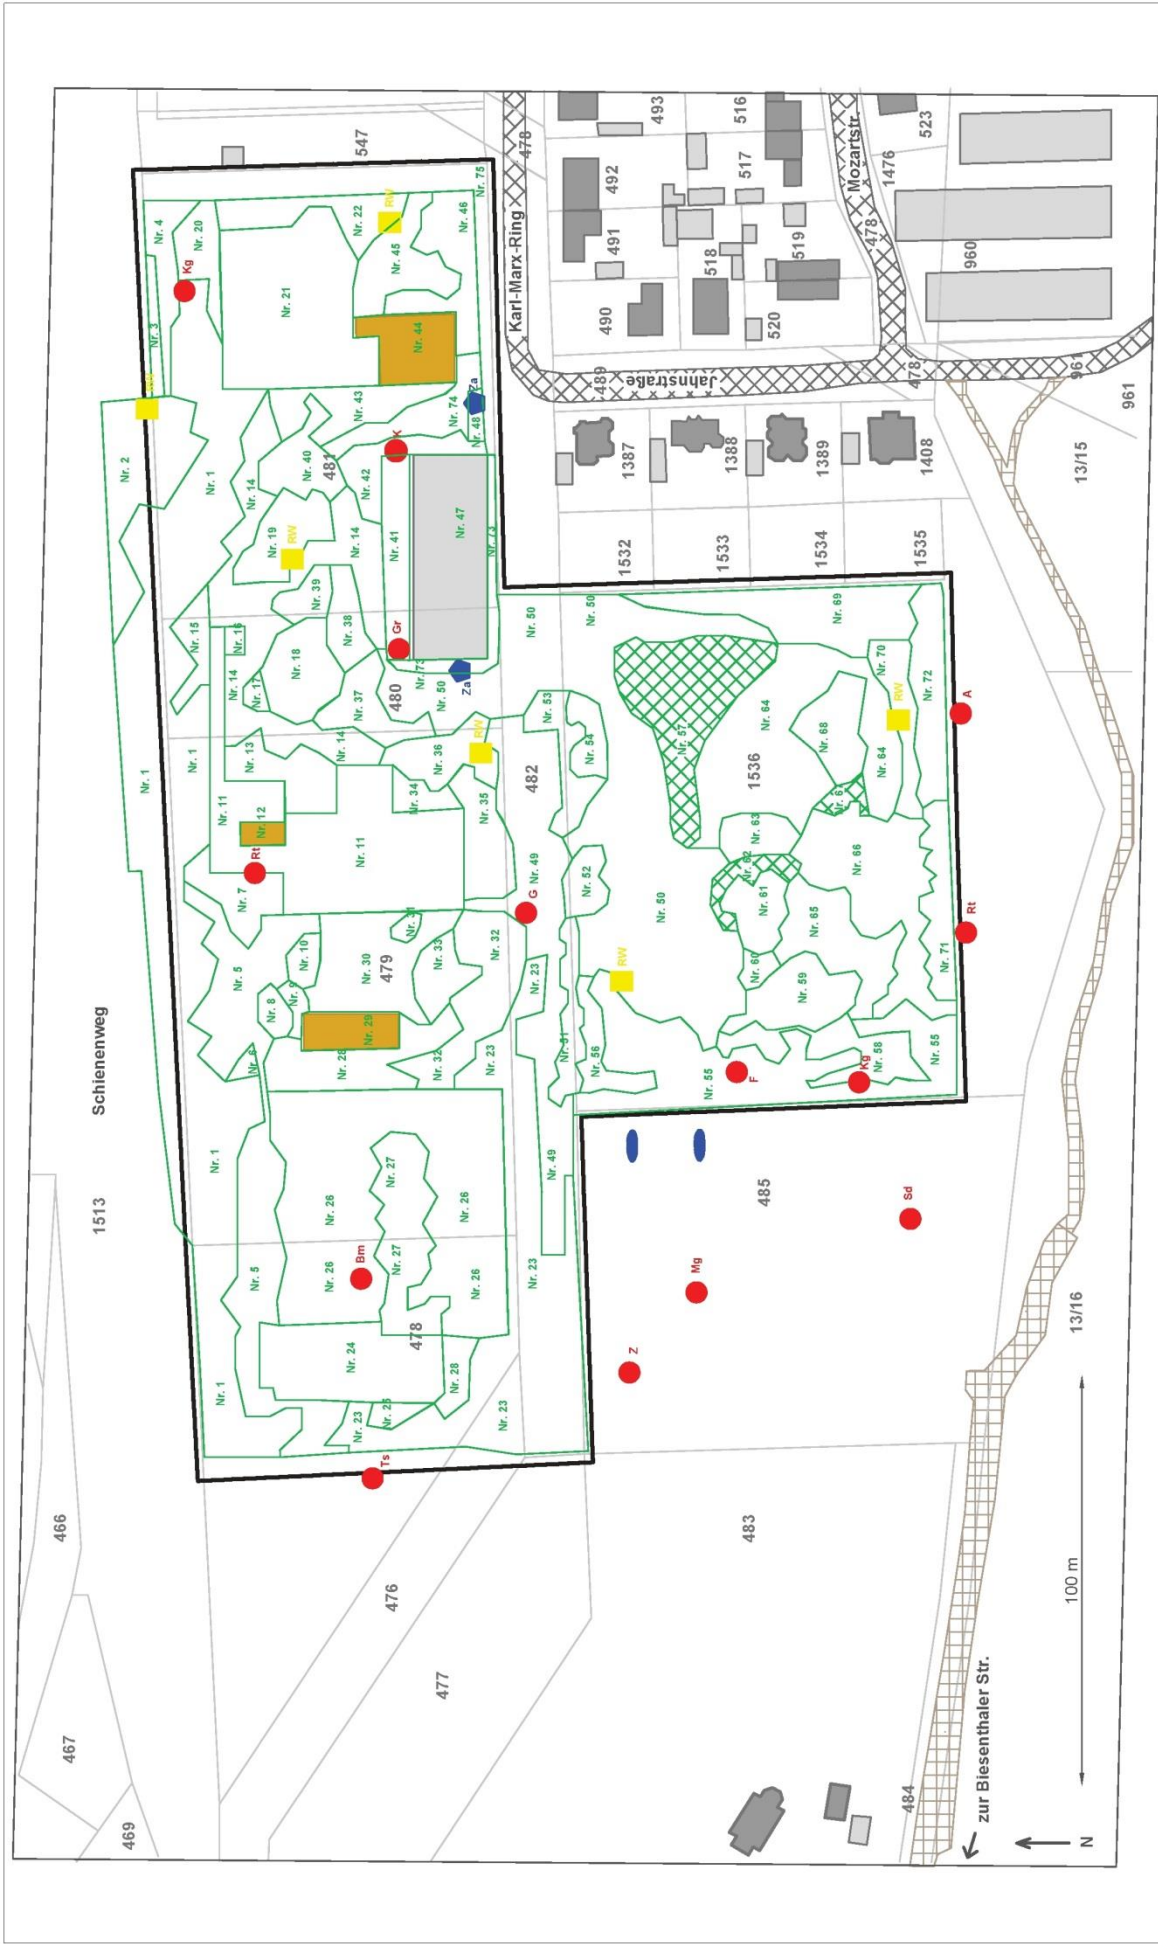 466
467
1513
Schienenweg
469
Nr. 2
Nr. 1
Nr. 3
Nr. 4
Kg
Nr. 1
Nr. 15
Nr. 20
Nr. 1
Nr. 1
Nr. 1
Nr. 11
Nr. 14
Nr. 16
Nr. 5
Nr. 7
Nr. 13
Nr. 14
Nr. 5
Nr. 6
Rt
Nr. 12
Nr. 17
Nr. 8
Nr. 19
Nr. 9
Nr. 10
Nr. 18
RW
Nr. 21
Nr. 40
Nr. 39
481
Nr. 26
Nr. 26
Nr. 28
Nr. 14
Nr. 38
Nr. 24
Nr. 23
Bm
Nr. 30
Nr. 11
Nr. 37
Nr. 14
Nr. 42
Nr. 43
Nr. 22
547
Ts
Nr. 25
479
Nr. 27
Nr. 27
Nr. 31
480
Gr
Nr. 41
K
Nr. 45
RW
476
478
Nr. 34
Nr. 73
Nr. 44
477
Nr. 28
Nr. 32
Nr. 33
Nr. 36
Nr. 50
Nr. 74
Nr. 26
Nr. 26
Za
Nr. 47
Nr. 48
Za
Nr. 46
Nr. 75
Nr. 23
Nr. 23
Nr. 32
Nr. 35
RW
Nr. 73
Karl-Marx-Ring
478
Nr. 23
Nr. 49
Nr. 23
G
Nr. 49
482
Nr. 53
Nr. 50
Nr. 51
Nr. 52
Nr. 54
Nr. 50
Nr. 56
489
490
491
492
493
RW
1532
1387
Z
Nr. 50
Nr. 57
Mg
Nr. 55
Jahnstraße
518
1533
1388
517
516
483
485
F
Nr. 60
Nr. 61
Nr. 62
Nr. 63
1536
Nr. 64
520
519
Nr. 59
Nr. 65
Nr. 68
1534
1389
Nr. 69
Mozartstr.
Kg
Nr. 58
Nr. 66
Nr. 64
Nr. 70
478
1476
484
Sd
RW
478
1535
1408
523
Nr. 55
Nr. 71
Nr. 72
Rt
A
960
zur Biesenthaler Str.
100 m
13/16
13/15
961
961
N